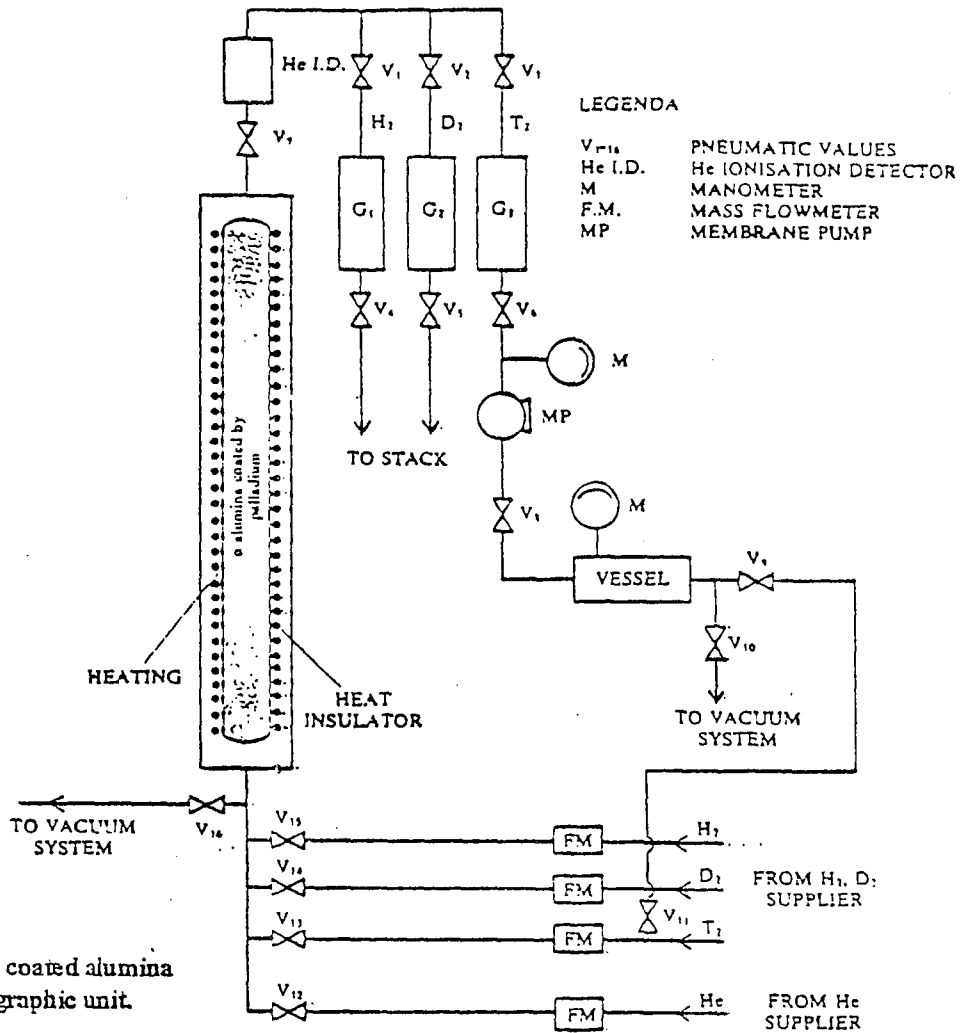 He I.D.
V₁
V₂
V₃
H₂
D₂
T₂
V₇
G₁
G₂
G₃
LEGENDA
V₁₋₁₆ PNEUMATIC VALUES
He I.D. He IONISATION DETECTOR
M MANOMETER
F.M. MASS FLOWMETER
MP MEMBRANE PUMP
V₄
V₅
V₆
M
MP
TO STACK
α alumina coated by
palladium
V₈
M
VESSEL
V₉
V₁₀
HEATING
HEAT
INSULATOR
TO VACUUM
SYSTEM
TO VACUUM
SYSTEM
V₁₆
V₁₅
FM
H₂
V₁₄
FM
D₂
FROM H₂, D₂
SUPPLIER
V₁₁
V₁₃
FM
T₂
coated alumina
graphic unit.
V₁₂
FM
He
FROM He
SUPPLIER